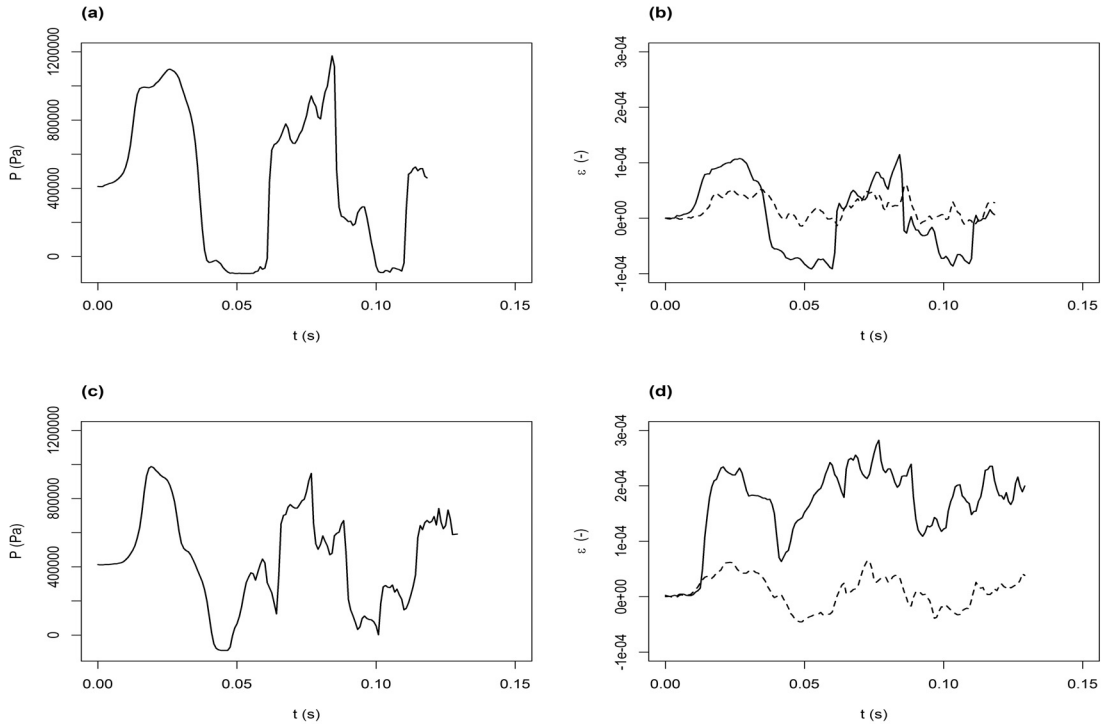 (a)
P (Pa)
1200000
800000
400000
0
0.00 0.05 0.10 0.15
t (s)
(b)
ε (-)
3e-04
2e-04
1e-04
0e+00
-1e-04
0.00 0.05 0.10 0.15
t (s)
(c)
P (Pa)
1200000
800000
400000
0
0.00 0.05 0.10 0.15
t (s)
(d)
ε (-)
3e-04
2e-04
1e-04
0e+00
-1e-04
0.00 0.05 0.10 0.15
t (s)